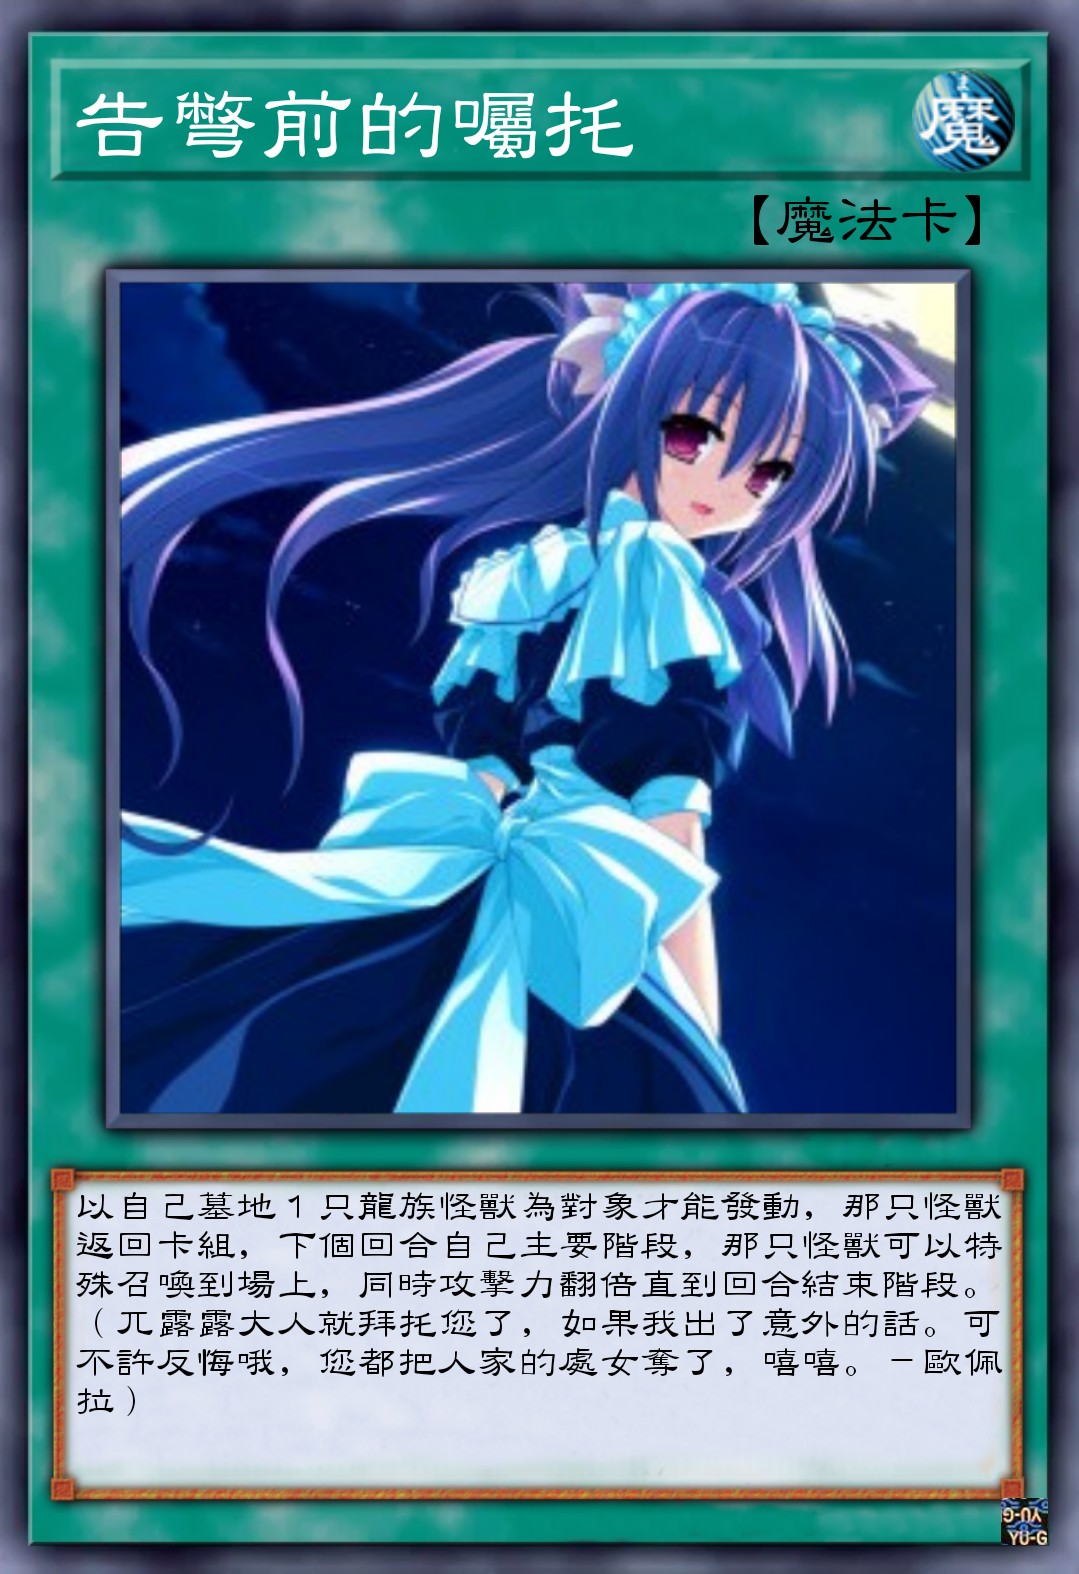 告彆前的囑托
魔
【魔法卡】
以自己墓地１只龍族怪獸為對象才能發動，那只怪獸
返回卡組，下個回合自己主要階段，那只怪獸可以特
殊召喚到場上，同時攻擊力翻倍直到回合結束階段。
（兀露露大人就拜托您了，如果我出了意外的話。可
不許反悔哦，您都把人家的處女奪了，嘻嘻。－歐佩
拉）
YU-G
YU-G